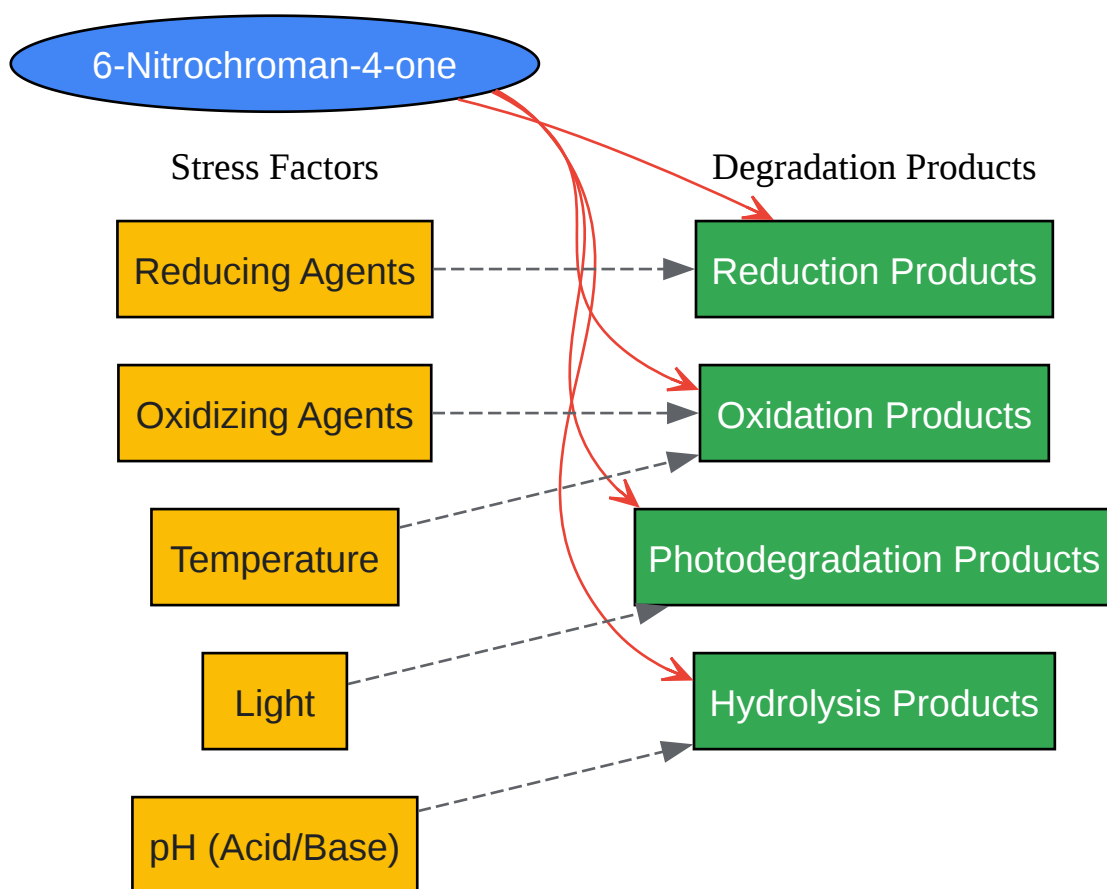 6-Nitrochroman-4-one
Stress Factors
Degradation Products
Reducing Agents
Reduction Products
Oxidizing Agents
Oxidation Products
Temperature
Photodegradation Products
Light
Hydrolysis Products
pH (Acid/Base)